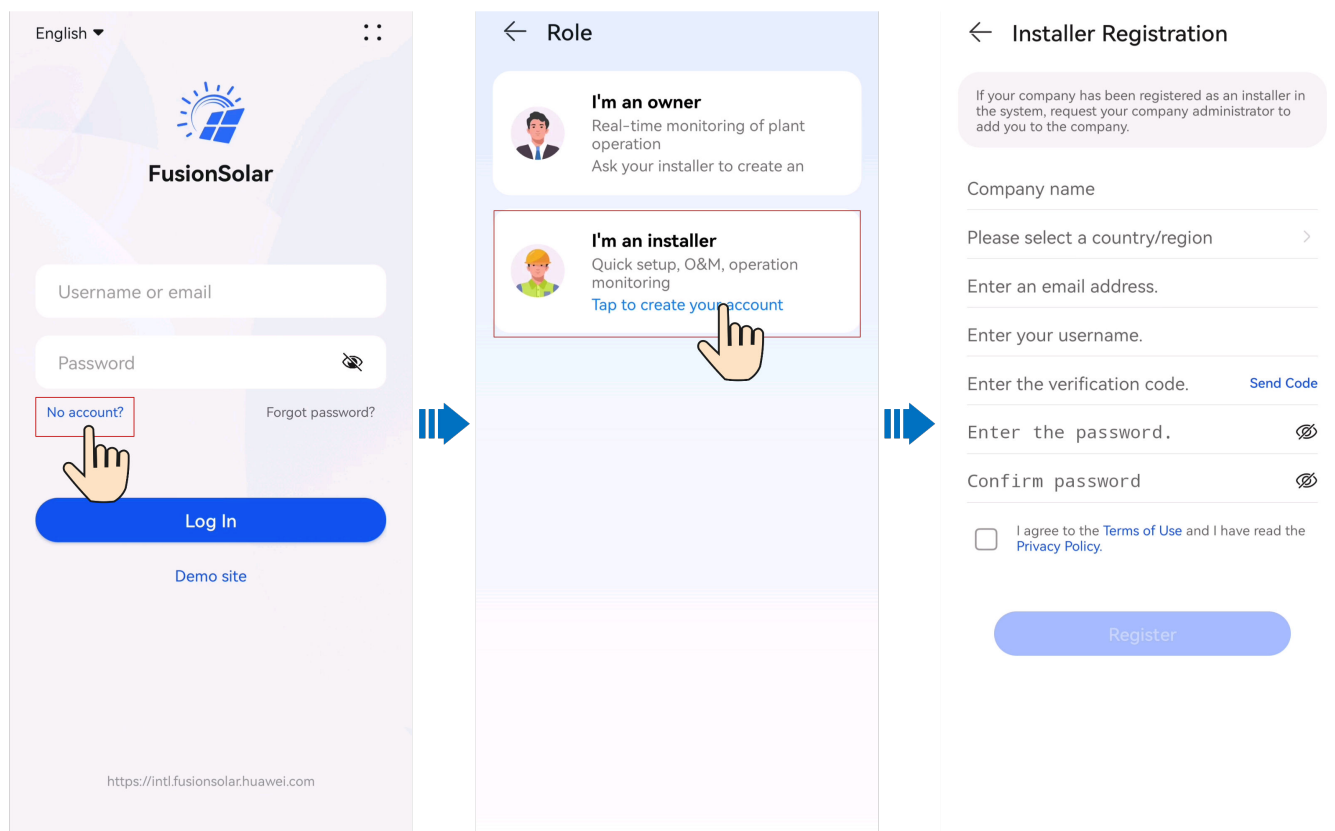 English
FusionSolar
Username or email
Password
No account?
Forgot password?
Log In
Demo site
https://intl.fusionsolar.huawei.com
Role
I'm an owner
Real-time monitoring of plant
operation
Ask your installer to create an
I'm an installer
Quick setup, O&M, operation
monitoring
Tap to create your account
Installer Registration
If your company has been registered as an installer in
the system, request your company administrator to
add you to the company.
Company name
Please select a country/region
Enter an email address.
Enter your username.
Enter the verification code. Send Code
Enter the password.
Confirm password
I agree to the Terms of Use and I have read the
Privacy Policy.
Register